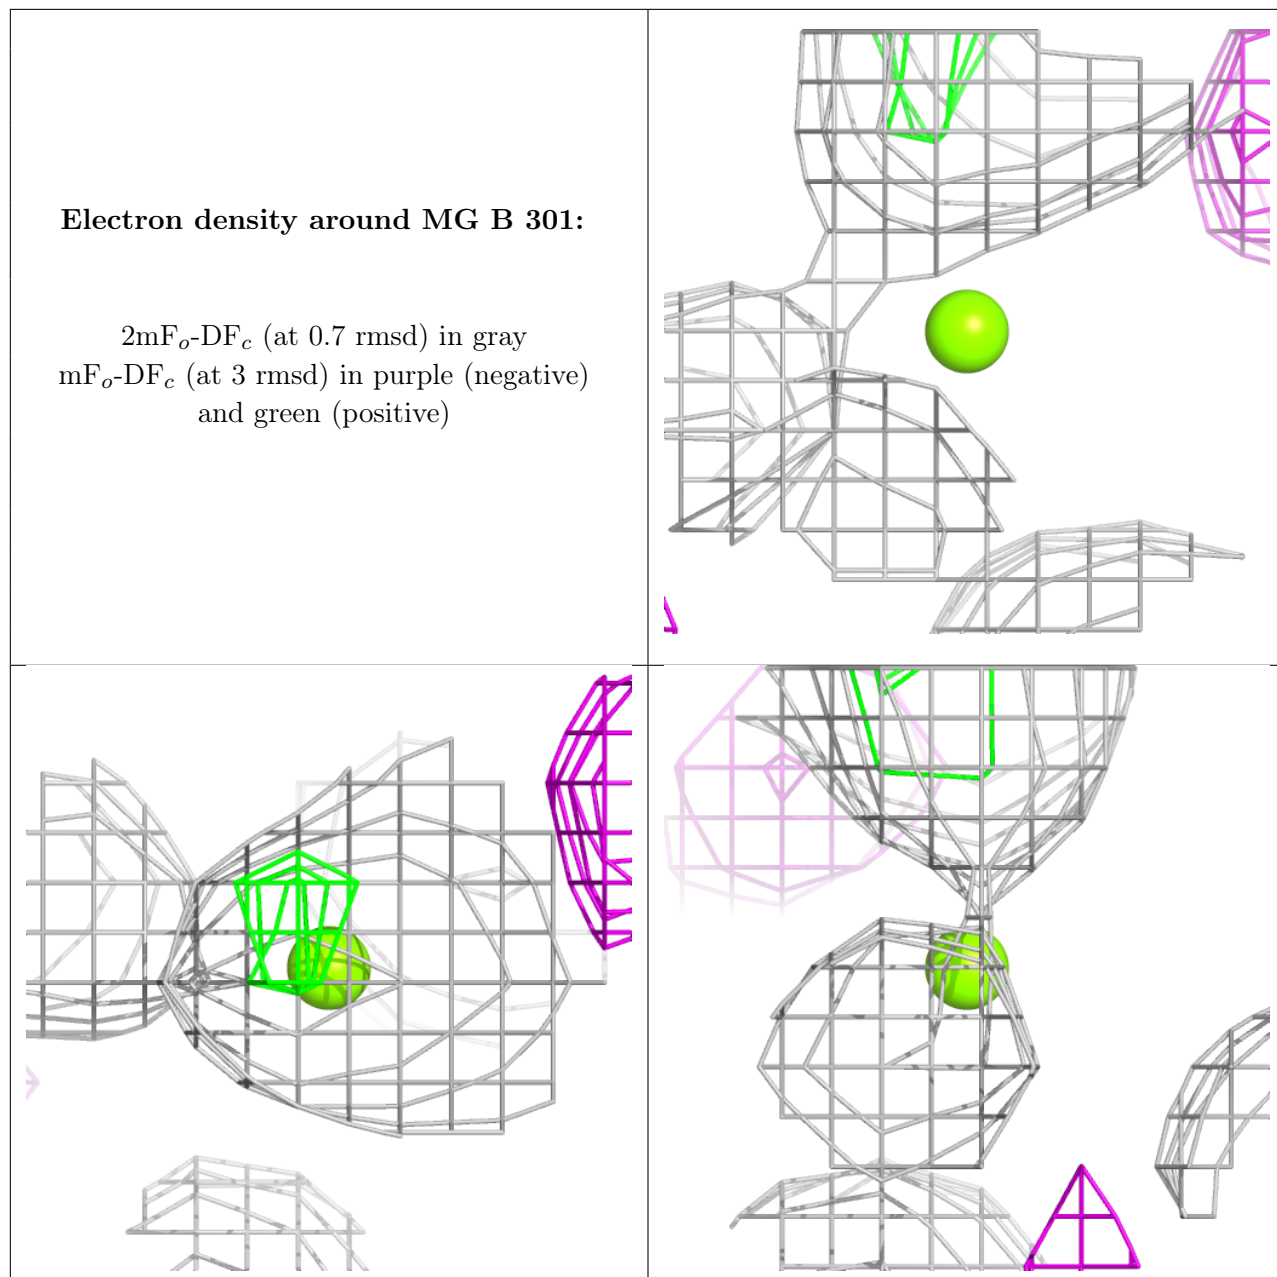 Electron density around MG B 301:
2mFo-DFc (at 0.7 rmsd) in gray
mFo-DFc (at 3 rmsd) in purple (negative)
and green (positive)